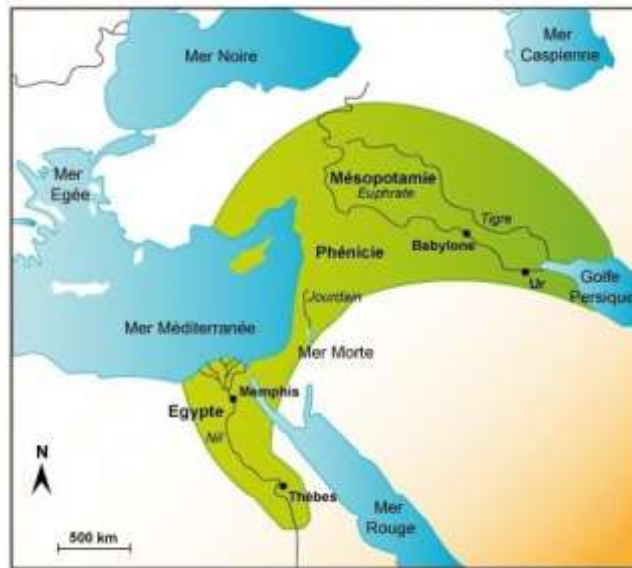 Mer Noire
Mer
Caspienne
Mer
Egée
Mésopotamie
Euphrate
Tigre
Babylone
Phénicie
Ur
Golfe
Persique
Jourdain
Mer Méditerranée
Mer Morte
Memphis
Egypte
Nil
N
Thèbes
Mer
Rouge
500 km